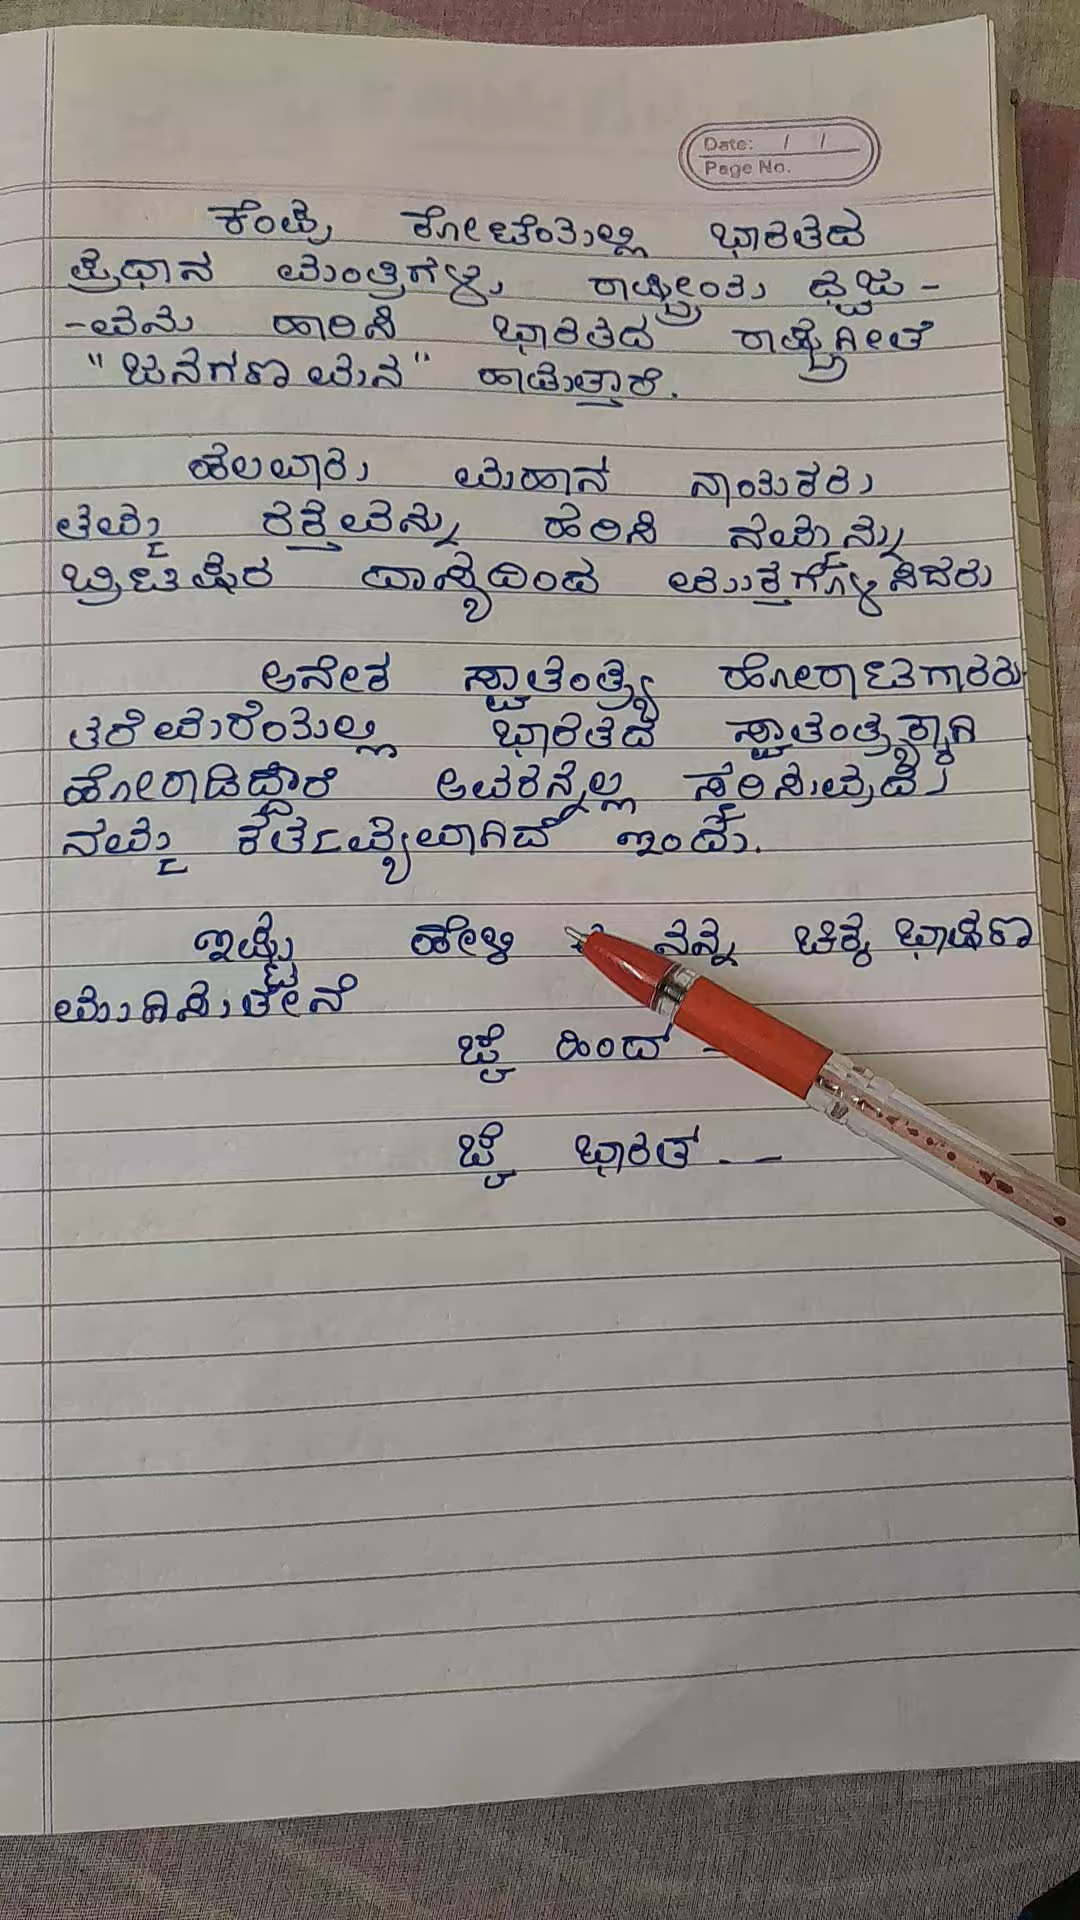 Date: / /
Page No.
ಕೆಂಪು ಕೋಟೆಯಲ್ಲಿ ಭಾರತದ
ಪ್ರಧಾನ ಮಂತ್ರಿಗಳು ರಾಷ್ಟ್ರೀಯ ಧ್ವಜ-
-ವನು ಹಾರಿಸಿ ಭಾರತದ ರಾಷ್ಟ್ರಗೀತೆ
"ಜನಗಣ ಮನ" ಹಾಡುತ್ತಾರೆ.
ಹಲವಾರು ಮಹಾನ ನಾಯಕರು
ತಮ್ಮ ರಕ್ತವನ್ನು ಹರಿಸಿ ನಮ್ಮನ್ನು
ಬ್ರಿಟಿಷರ ದಾಸ್ಯದಿಂದ ಮುಕ್ತಗೊಳಿಸಿದರು
ಅನೇಕ ಸ್ವಾತಂತ್ರ್ಯ ಹೋರಾಟಗಾರರು
ತೆರೆಮರೆಯಲ್ಲಿ ಭಾರತದ ಸ್ವಾತಂತ್ರ್ಯಕ್ಕಾಗಿ
ಹೋರಾಡಿದ್ದಾರೆ ಅವರನ್ನೆಲ್ಲ ಸ್ಮರಿಸುವುದು
ನಮ್ಮ ಕರ್ತವ್ಯವಾಗಿದೆ ಇಂದು.
ಇಷ್ಟು ಹೇಳಿ ನನ್ನ ಚಿಕ್ಕ ಭಾಷಣ
ಮುಗಿಸುತೇನೆ
ಜೈ ಹಿಂದ್ -
ಜೈ ಭಾರತ್ .—